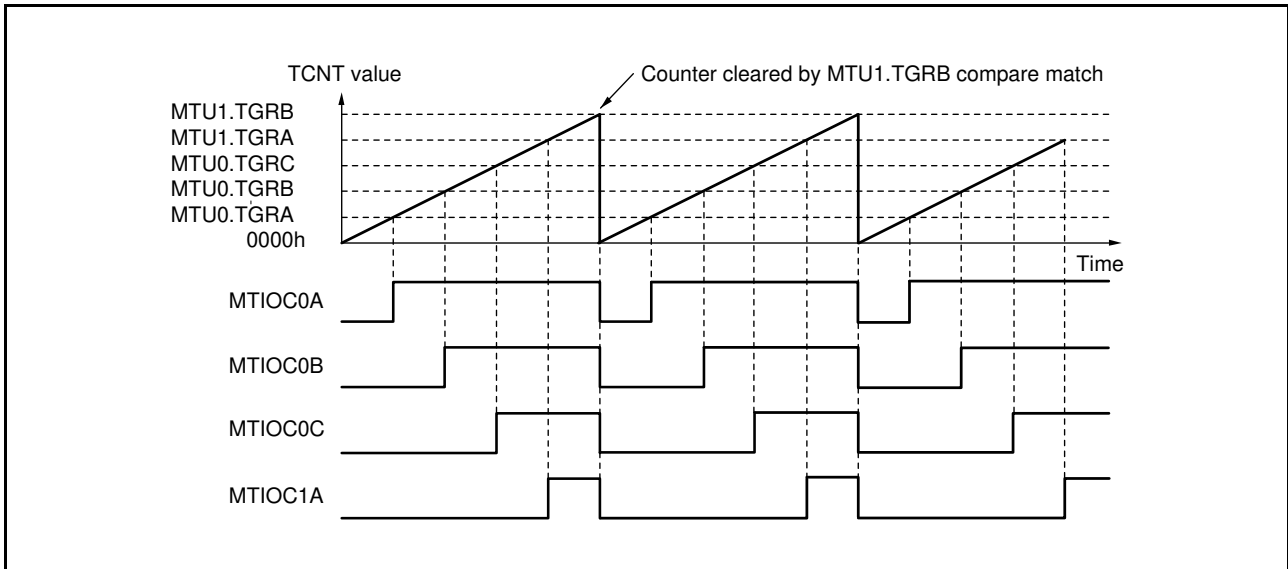 TCNT value
Counter cleared by MTU1.TGRB compare match
MTU1.TGRB
MTU1.TGRA
MTU0.TGRC
MTU0.TGRB
MTU0.TGRA
0000h
Time
MTIOC0A
MTIOC0B
MTIOC0C
MTIOC1A